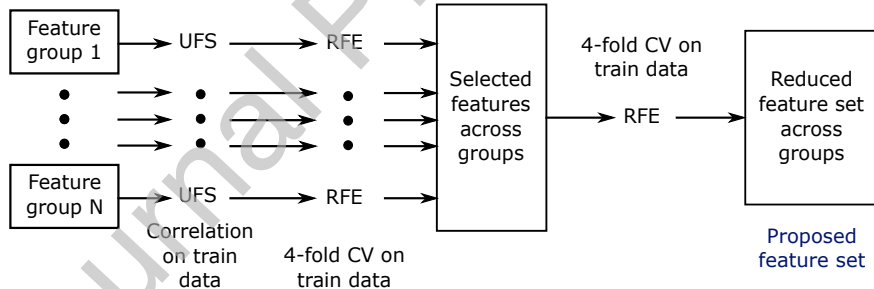 Feature
group 1
UFS
RFE
Feature
group N
UFS
RFE
Correlation
on train
data
4-fold CV on
train data
Selected
features
across
groups
4-fold CV on
train data
RFE
Reduced
feature set
across
groups
Proposed
feature set
urnal P